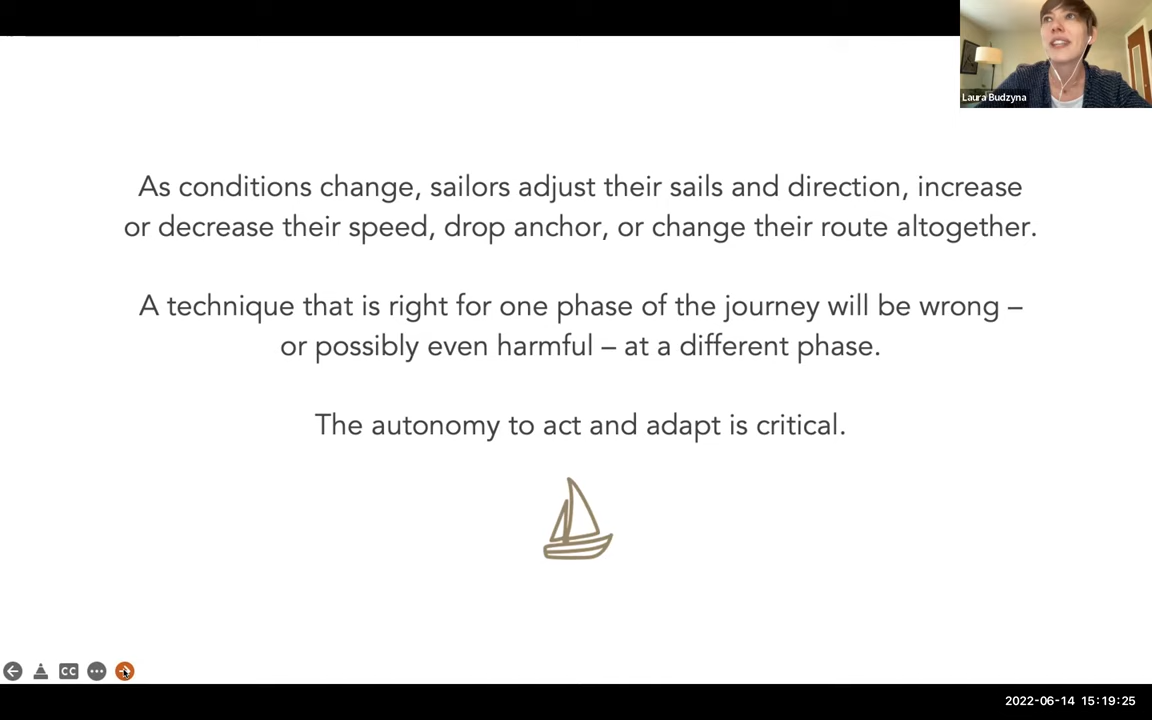 Laura Budzyna
As conditions change, sailors adjust their sails and direction, increase
or decrease their speed, drop anchor, or change their route altogether.
A technique that is right for one phase of the journey will be wrong –
or possibly even harmful – at a different phase.
The autonomy to act and adapt is critical.
CC
2022-06-14 15:19:25